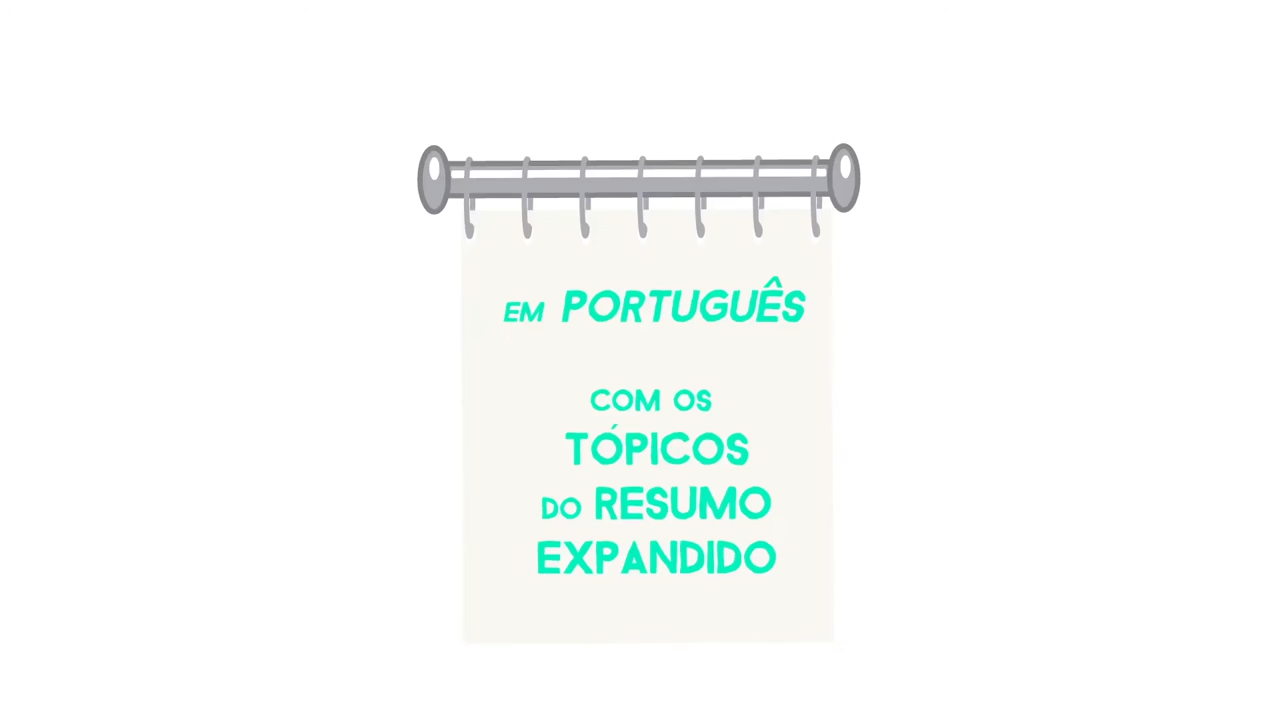 EM PORTUGUÊS
COM OS
TÓPICOS
DO RESUMO
EXPANDIDO